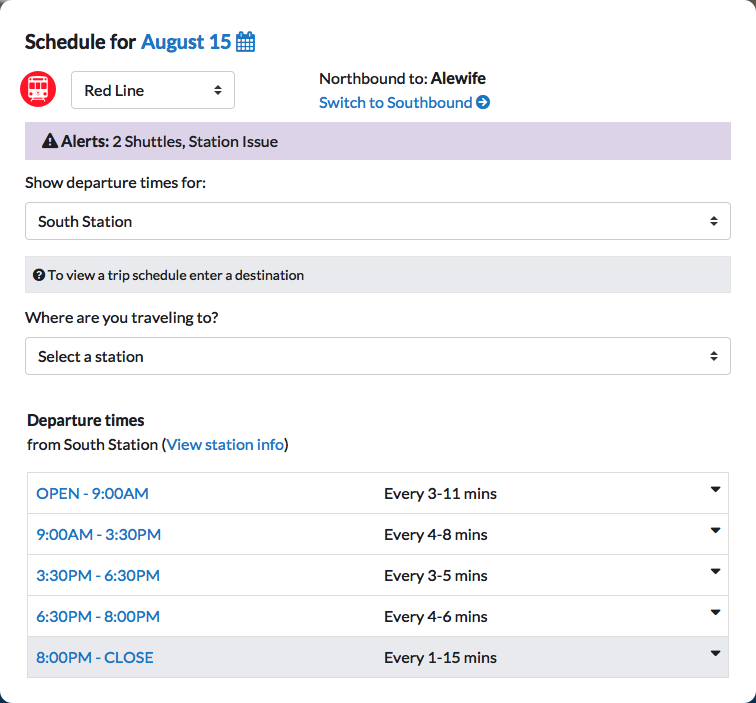 Schedule for August 15
Red Line
Northbound to: Alewife
Switch to Southbound
Alerts: 2 Shuttles, Station Issue
Show departure times for:
South Station
To view a trip schedule enter a destination
Where are you traveling to?
Select a station
Departure times
from South Station (View station info)
OPEN - 9:00AM Every 3-11 mins
9:00AM - 3:30PM Every 4-8 mins
3:30PM - 6:30PM Every 3-5 mins
6:30PM - 8:00PM Every 4-6 mins
8:00PM - CLOSE Every 1-15 mins